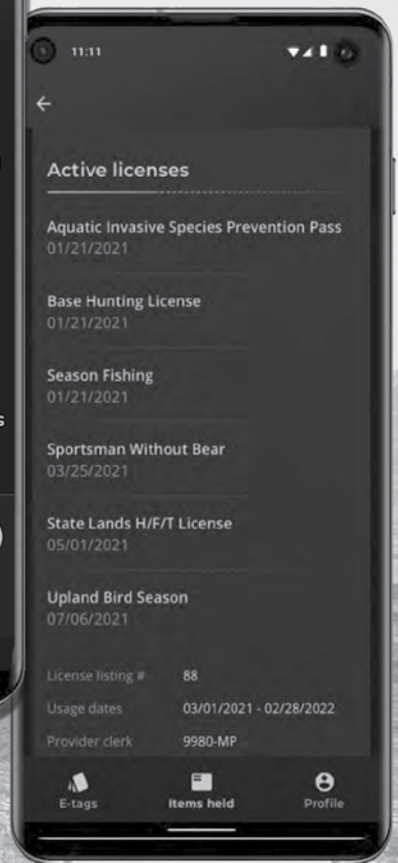 11:11
Active licenses
Aquatic Invasive Species Prevention Pass
01/21/2021
Base Hunting License
01/21/2021
Season Fishing
01/21/2021
Sportsman Without Bear
03/25/2021
State Lands H/F/T License
05/01/2021
Upland Bird Season
07/06/2021
License listing # 88
Usage dates 03/01/2021 - 02/28/2022
Provider clerk 9980-MP
E-tags Items held Profile